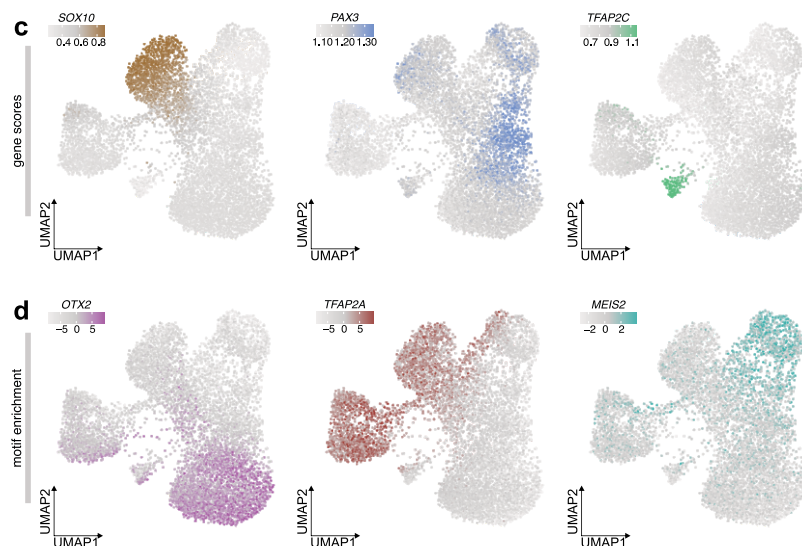 c
SOX10
0.4 0.6 0.8
PAX3
1.10 1.20 1.30
TFAP2C
0.7 0.9 1.1
gene scores
UMAP2
UMAP1
UMAP2
UMAP1
UMAP2
UMAP1
d
OTX2
−5 0 5
TFAP2A
−5 0 5
MEIS2
−2 0 2
motif enrichment
UMAP2
UMAP1
UMAP2
UMAP1
UMAP2
UMAP1